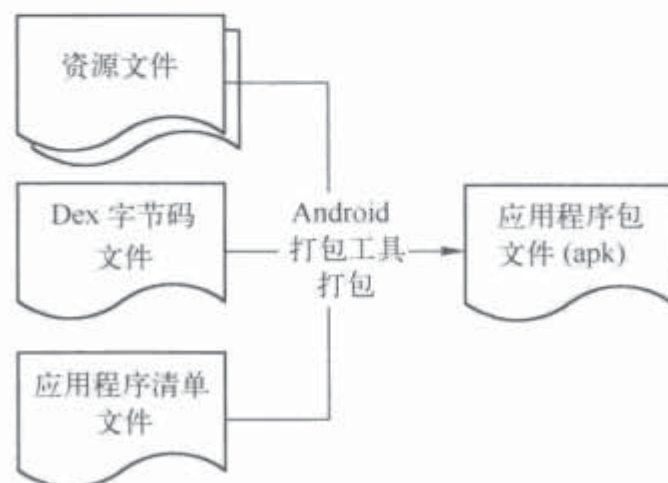 资源文件
Dex 字节码
文件
应用程序清单
文件
Android
打包工具
打包
应用程序包
文件 (apk)